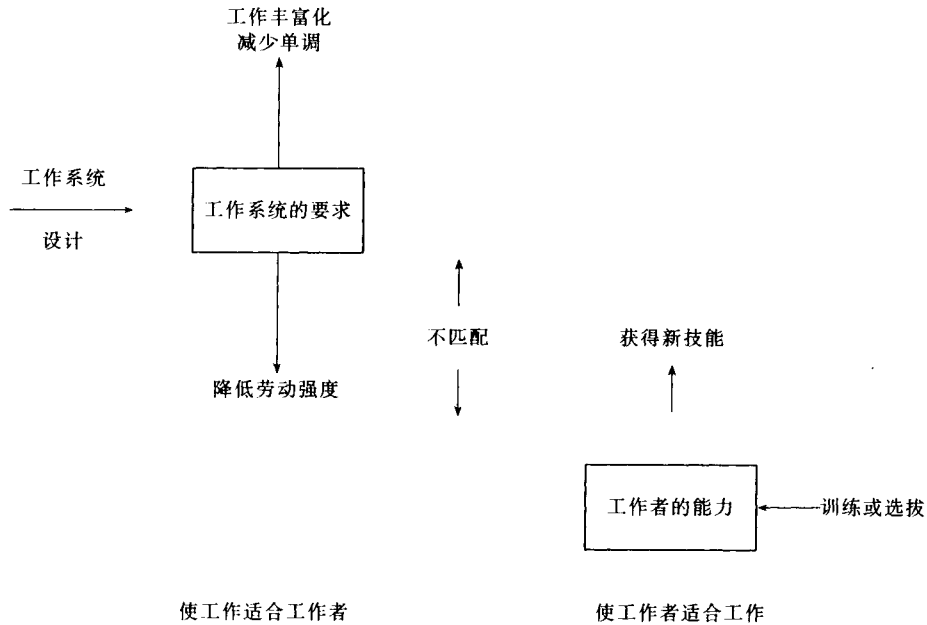 工作丰富化
减少单调
工作系统
设计
工作系统的要求
不匹配
获得新技能
降低劳动强度
工作者的能力
训练或选拔
使工作适合工作者
使工作者适合工作